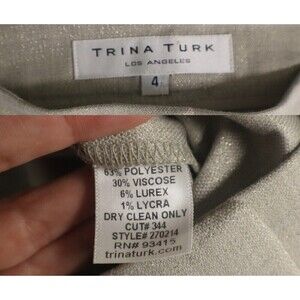 TRINA TURK
LOS ANGELES
4
63% POLYESTER
30% VISCOSE
6% LUREX
1% LYCRA
DRY CLEAN ONLY
CUT# 344
STYLE# 270214
RN# 93415
trinaturk.com